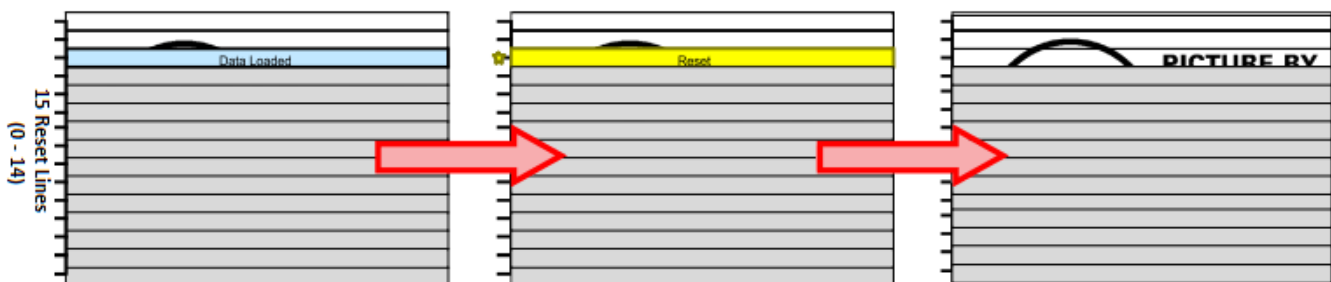 15 Reset Lines
(0 - 14)
Data Loaded
Reset
PICTURE BY